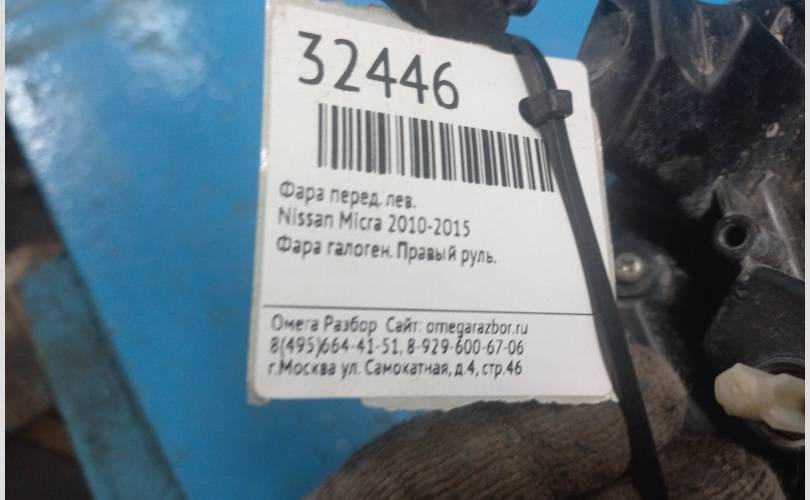 32446
Фара перед. лев.
Nissan Micra 2010-2015
Фара галоген. Правый руль.
Омега Разбор Сайт: omegarazbor.ru
8(495)664-41-51, 8-929-600-67-06
г.Москва ул. Самокатная, д.4, стр.46